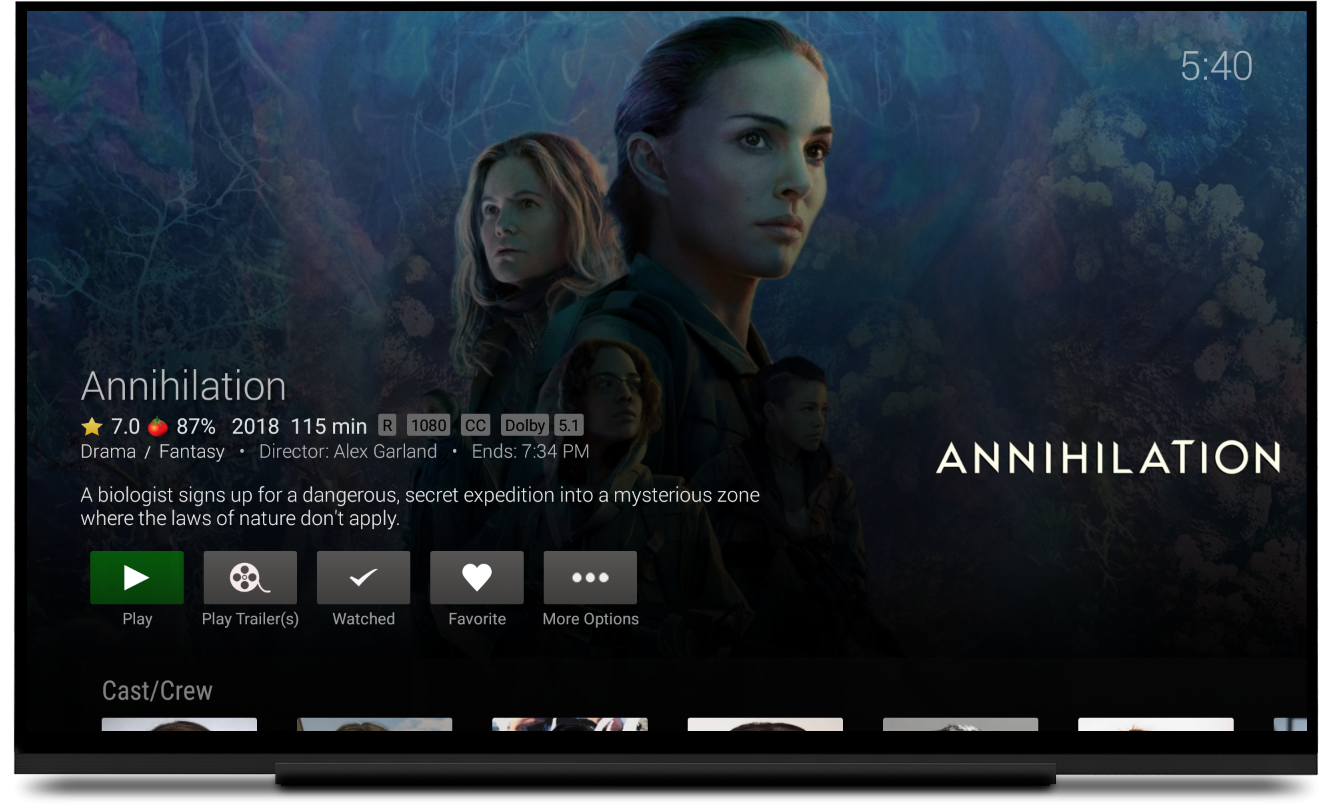 5:40
Annihilation
7.0 87% 2018 115 min R 1080 CC Dolby 5.1
Drama / Fantasy • Director: Alex Garland • Ends: 7:34 PM
ANNIHILATION
A biologist signs up for a dangerous, secret expedition into a mysterious zone
where the laws of nature don't apply.
Play Play Trailer(s) Watched Favorite More Options
Cast/Crew